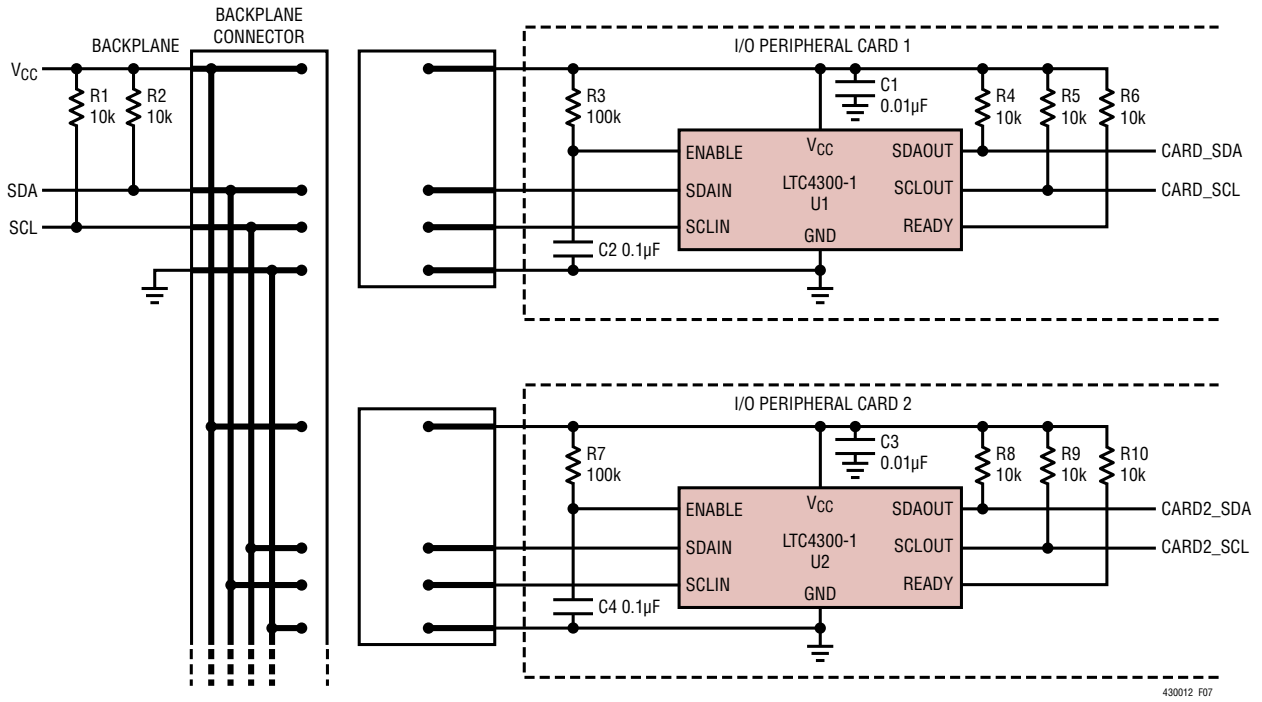 BACKPLANE
BACKPLANE
CONNECTOR
VCC
R1
10k
R2
10k
SDA
SCL
I/O PERIPHERAL CARD 1
R3
100k
C1
0.01µF
R4
10k
R5
10k
R6
10k
ENABLE
VCC
SDAOUT
CARD_SDA
SDAIN
LTC4300-1
U1
SCLOUT
CARD_SCL
SCLIN
GND
READY
C2 0.1µF
I/O PERIPHERAL CARD 2
R7
100k
C3
0.01µF
R8
10k
R9
10k
R10
10k
ENABLE
VCC
SDAOUT
CARD2_SDA
SDAIN
LTC4300-1
U2
SCLOUT
CARD2_SCL
SCLIN
GND
READY
C4 0.1µF
430012 F07